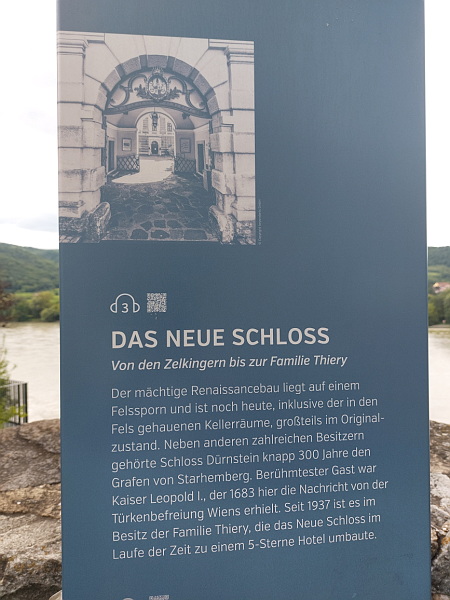 3
DAS NEUE SCHLOSS
Von den Zelkingern bis zur Familie Thiery
Der mächtige Renaissancebau liegt auf einem
Felssporn und ist noch heute, inklusive der in den
Fels gehauenen Kellerräume, großteils im Original-
zustand. Neben anderen zahlreichen Besitzern
gehörte Schloss Dürnstein knapp 300 Jahre den
Grafen von Starhemberg. Berühmtester Gast war
Kaiser Leopold I., der 1683 hier die Nachricht von der
Türkenbefreiung Wiens erhielt. Seit 1937 ist es im
Besitz der Familie Thiery, die das Neue Schloss im
Laufe der Zeit zu einem 5-Sterne Hotel umbaute.